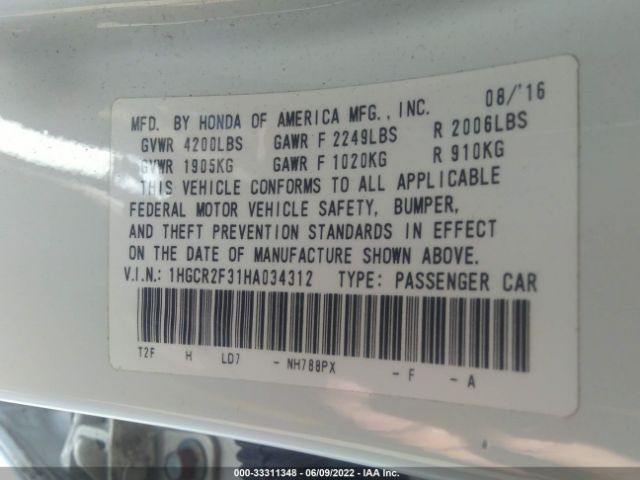 MFD. BY HONDA OF AMERICA MFG., INC. 08/'16
GVWR 4200LBS GAWR F 2249LBS R 2006LBS
GVWR 1905KG GAWR F 1020KG R 910KG
THIS VEHICLE CONFORMS TO ALL APPLICABLE
FEDERAL MOTOR VEHICLE SAFETY, BUMPER,
AND THEFT PREVENTION STANDARDS IN EFFECT
ON THE DATE OF MANUFACTURE SHOWN ABOVE.
V.I.N.: 1HGCR2F31HA034312 TYPE: PASSENGER CAR
T2F H LD7 - NH788PX - F - A
000-33311348 - 06/09/2022 - IAA Inc.